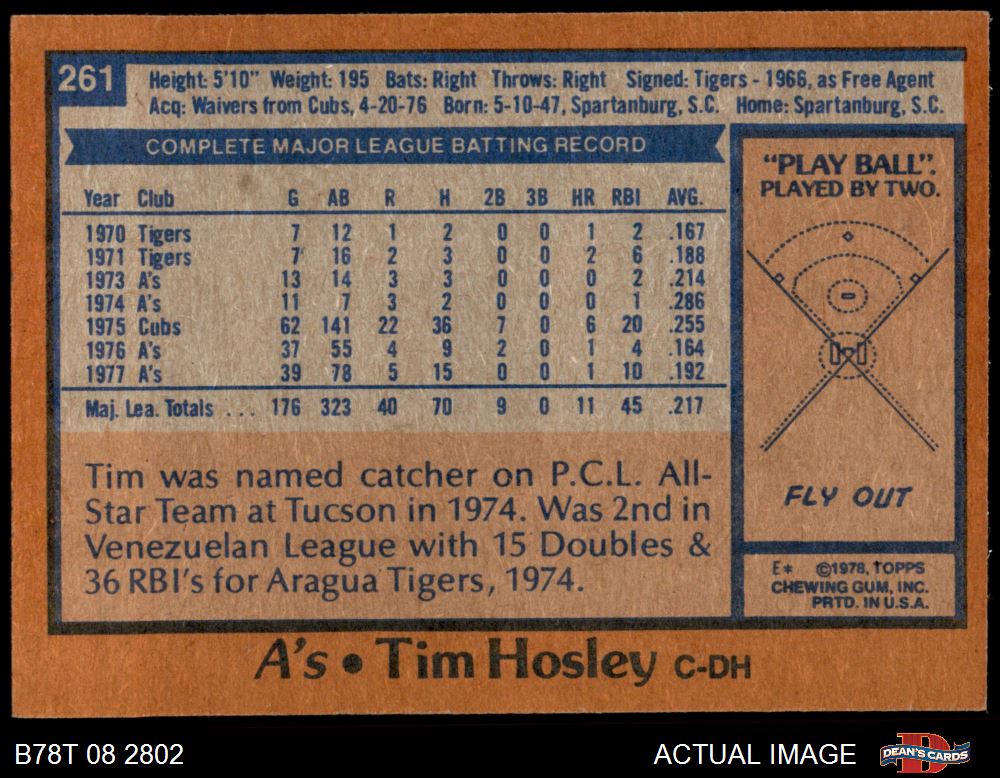 261
Height: 5'10" Weight: 195 Bats: Right Throws: Right Signed: Tigers - 1966, as Free Agent
Acq: Waivers from Cubs, 4-20-76 Born: 5-10-47, Spartanburg, S.C. Home: Spartanburg, S.C.
COMPLETE MAJOR LEAGUE BATTING RECORD
Year Club G AB R H 2B 3B HR RBI AVG.
1970 Tigers 7 12 1 2 0 0 1 2 .167
1971 Tigers 7 16 2 3 0 0 2 6 .188
1973 A's 13 14 3 3 0 0 0 2 .214
1974 A's 11 7 3 2 0 0 0 1 .286
1975 Cubs 62 141 22 36 7 0 6 20 .255
1976 A's 37 55 4 9 2 0 1 4 .164
1977 A's 39 78 5 15 0 0 1 10 .192
Maj. Lea. Totals ... 176 323 40 70 9 0 11 45 .217
Tim was named catcher on P.C.L. All-
Star Team at Tucson in 1974. Was 2nd in
Venezuelan League with 15 Doubles &
36 RBI's for Aragua Tigers, 1974.
"PLAY BALL".
PLAYED BY TWO.
FLY OUT
E* ©1978, TOPPS
CHEWING GUM, INC.
PRTD. IN U.S.A.
A's • Tim Hosley C-DH
B78T 08 2802
ACTUAL IMAGE
DEAN'S CARDS